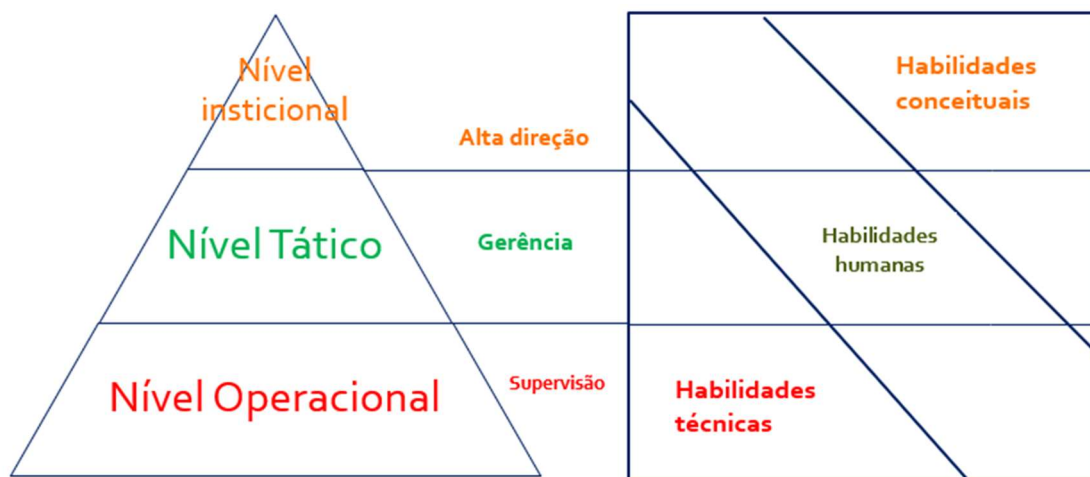 Nível
insticional
Alta direção
Habilidades
conceituais
Nível Tático
Gerência
Habilidades
humanas
Nível Operacional
Supervisão
Habilidades
técnicas